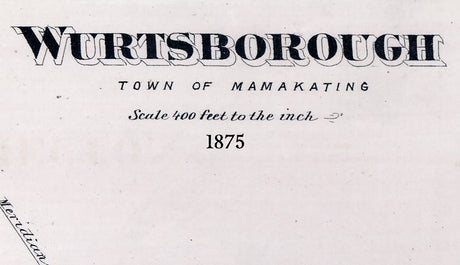 WURTSBOROUGH
TOWN OF MAMAKATING
Scale 400 feet to the inch
1875
Meridian